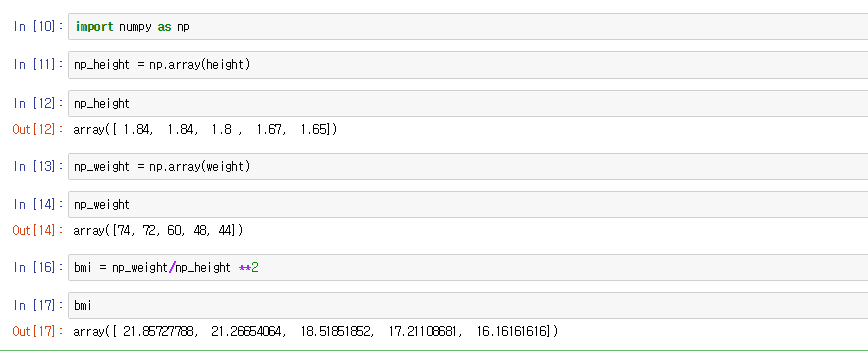 In [10]: import numpy as np
In [11]: np_height = np.array(height)
In [12]: np_height
Out[12]: array([ 1.84, 1.84, 1.8 , 1.67, 1.65])
In [13]: np_weight = np.array(weight)
In [14]: np_weight
Out[14]: array([74, 72, 60, 48, 44])
In [16]: bmi = np_weight/np_height **2
In [17]: bmi
Out[17]: array([ 21.85727788, 21.26654064, 18.51851852, 17.21108681, 16.16161616])